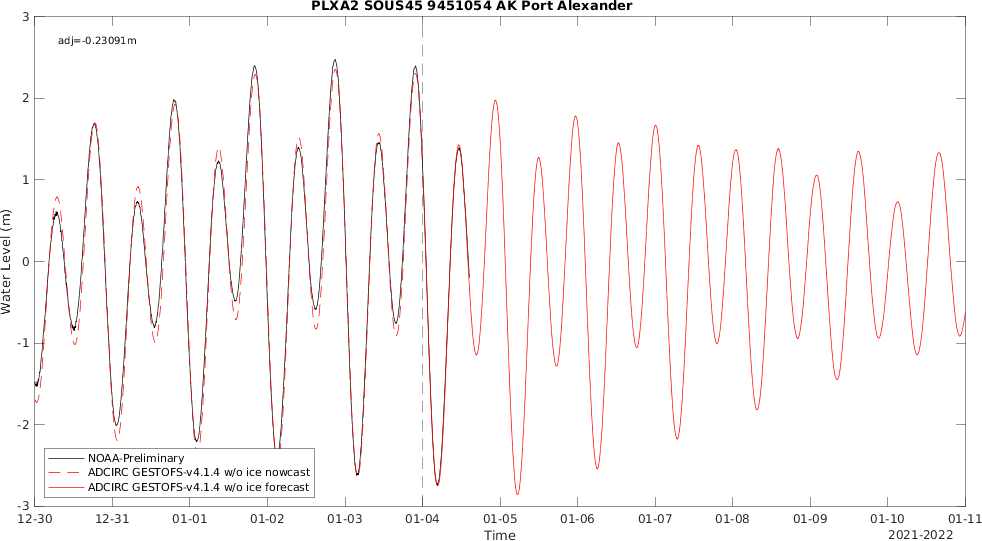 PLXA2 SOUS45 9451054 AK Port Alexander
adj=-0.23091m
3
2
1
0
-1
-2
-3
Water Level (m)
NOAA-Preliminary
ADCIRC GESTOFS-v4.1.4 w/o ice nowcast
ADCIRC GESTOFS-v4.1.4 w/o ice forecast
12-30 12-31 01-01 01-02 01-03 01-04 01-05 01-06 01-07 01-08 01-09 01-10 01-11
Time
2021-2022